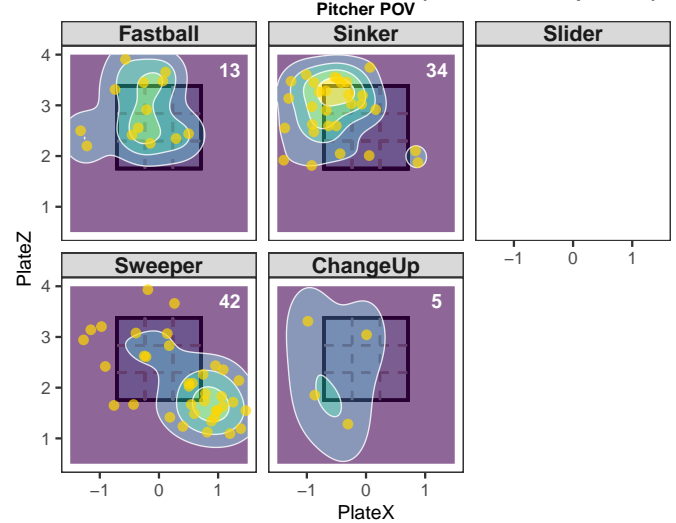 Pitcher POV
Fastball
Sinker
Slider
13
34
4
3
2
1
−1 0 1
PlateZ
Sweeper
ChangeUp
42
5
4
3
2
1
−1 0 1
−1 0 1
PlateX